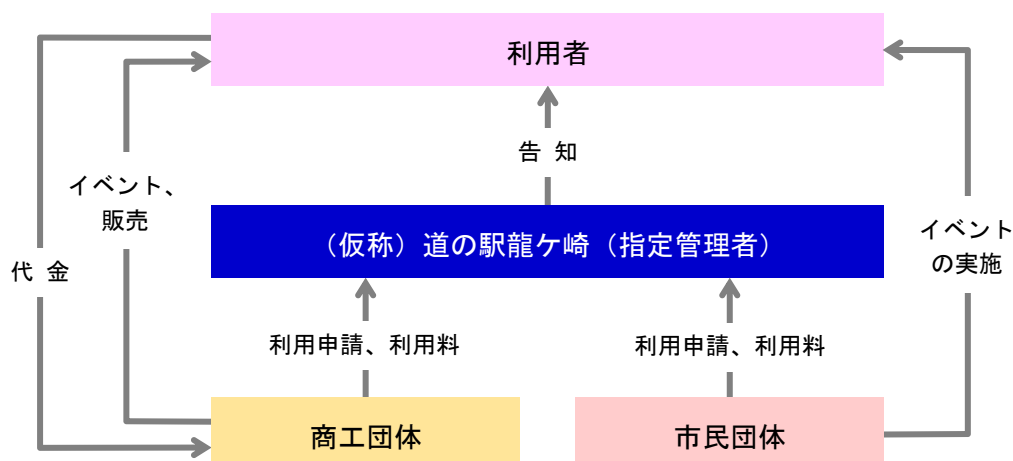 利用者
告 知
イベント、
販売
代 金
（仮称）道の駅龍ケ崎（指定管理者）
イベント
の実施
利用申請、利用料
利用申請、利用料
商工団体
市民団体